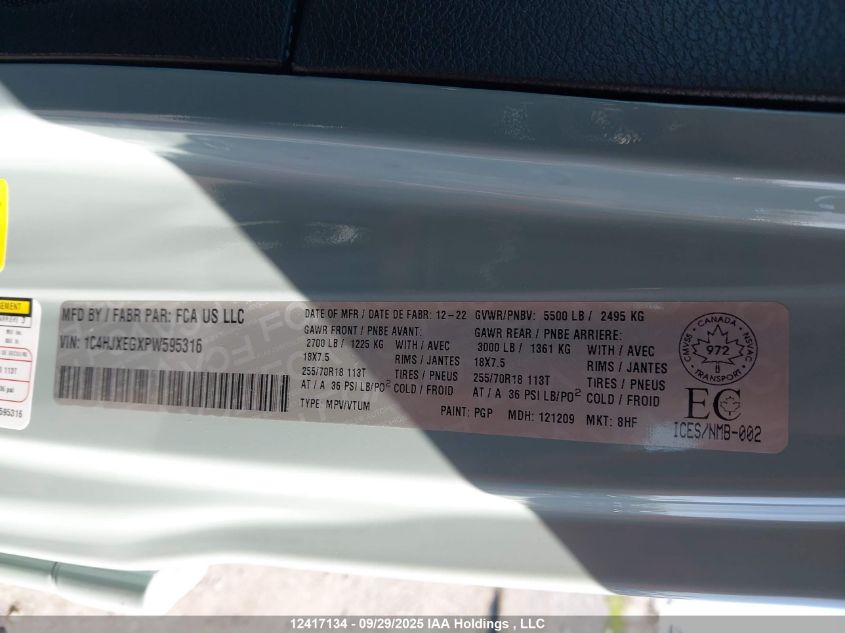 MFD BY / FABR PAR: FCA US LLC
VIN: 1C4HJXEGXPW595316
DATE OF MFR / DATE DE FABR: 12-22
GAWR FRONT / PNBE AVANT:
2700 LB / 1225 KG WITH / AVEC
18X7.5 RIMS / JANTES
255/70R18 113T TIRES / PNEUS
AT / A 36 PSI LB/PO² COLD / FROID
TYPE: MPV/VTUM
GVWR/PNBV: 5500 LB / 2495 KG
GAWR REAR / PNBE ARRIERE:
3000 LB / 1361 KG WITH / AVEC
18X7.5 RIMS / JANTES
255/70R18 113T TIRES / PNEUS
AT / A 36 PSI LB/PO² COLD / FROID
PAINT: PGP MDH: 121209 MKT: 8HF
CANADA
CMVSS
NSVAC
972
TRANSPORT
EC
ICES/NMB-002
113T
595316
12417134 - 09/29/2025 IAA Holdings , LLC